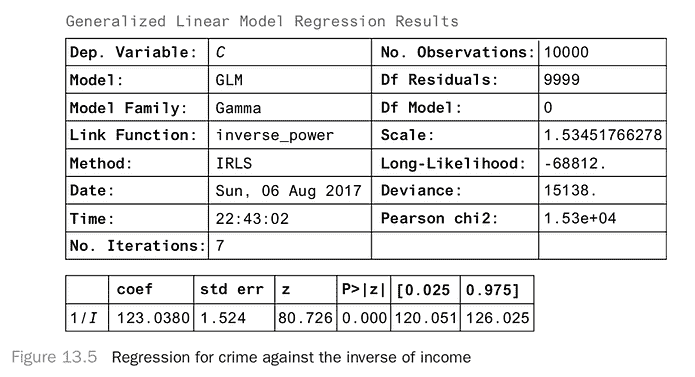 Generalized Linear Model Regression Results
Dep. Variable: C No. Observations: 10000
Model: GLM Df Residuals: 9999
Model Family: Gamma Df Model: 0
Link Function: inverse_power Scale: 1.53451766278
Method: IRLS Long-Likelihood: -68812.
Date: Sun, 06 Aug 2017 Deviance: 15138.
Time: 22:43:02 Pearson chi2: 1.53e+04
No. Iterations: 7
coef std err z P>|z| [0.025 0.975]
1/I 123.0380 1.524 80.726 0.000 120.051 126.025
Figure 13.5 Regression for crime against the inverse of income